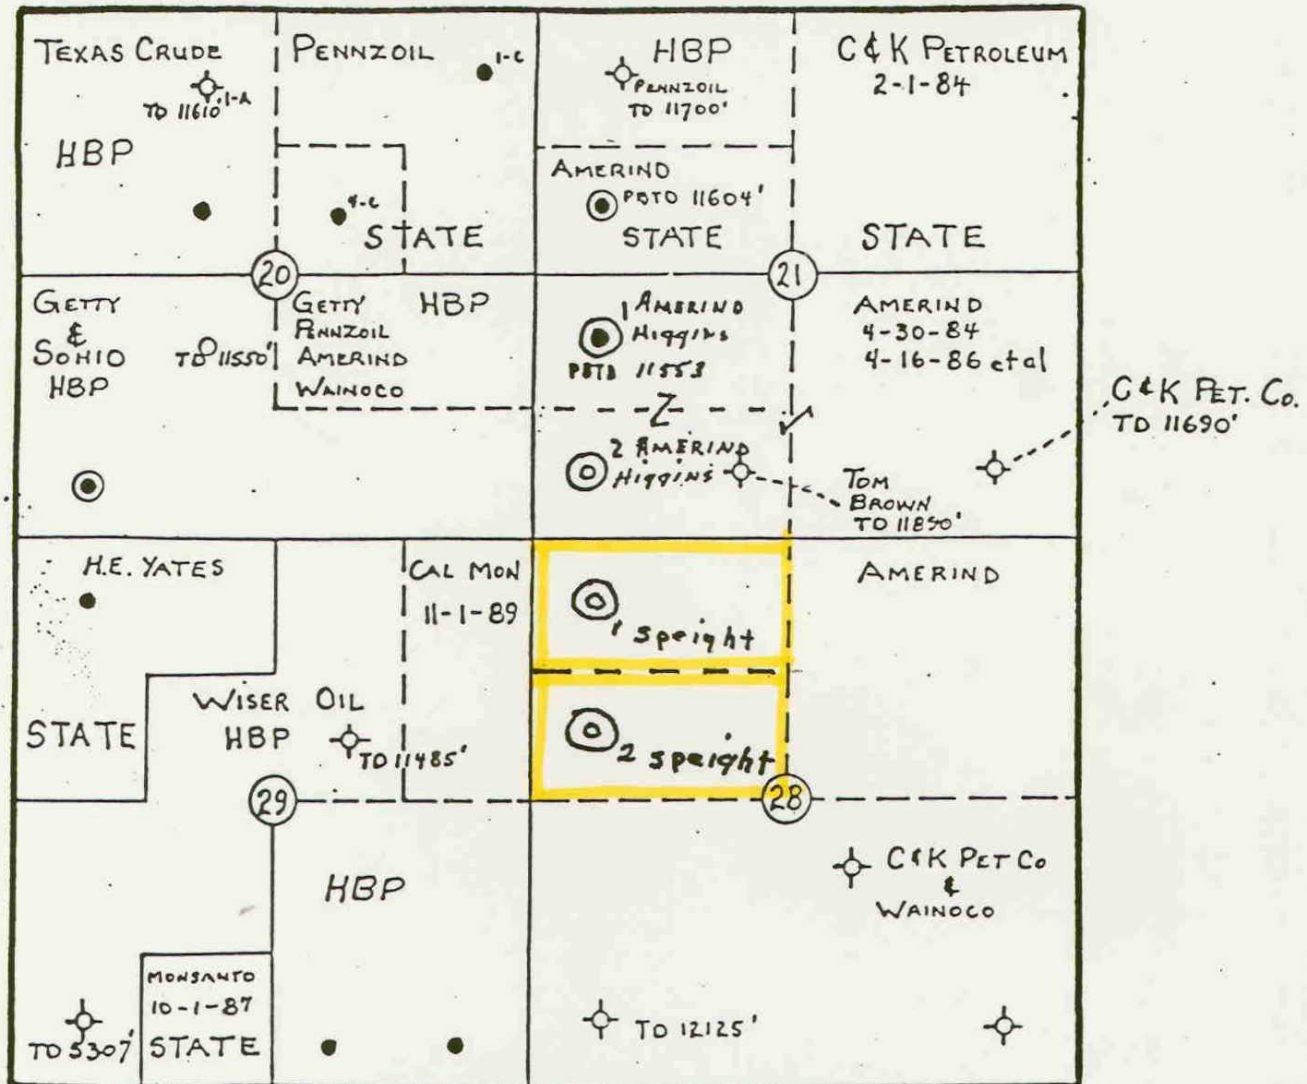 TEXAS CRUDE
1-A
TD 11610'
HBP
PENNZOIL
1-C
4-C
STATE
HBP
PENNZOIL
TO 11700'
AMERIND
PBTD 11604'
STATE
C & K PETROLEUM
2-1-84
STATE
20
21
GETTY
&
SOHIO
HBP
TD 11550'
GETTY HBP
PENNZOIL
AMERIND
WAINOCO
1 AMERIND
Higgins
PBTD 11553
Z
2 AMERIND
Higgins
AMERIND
4-30-84
4-16-86 et al
C & K PET. CO.
TD 11690'
TOM
BROWN
TO 11850'
H.E. YATES
STATE
WISER OIL
HBP
TO 11485'
CAL MON
11-1-89
1 speight
2 speight
AMERIND
29
28
HBP
C & K PET CO
&
WAINOCO
MONSANTO
10-1-87
STATE
TO 5307'
TO 12125'